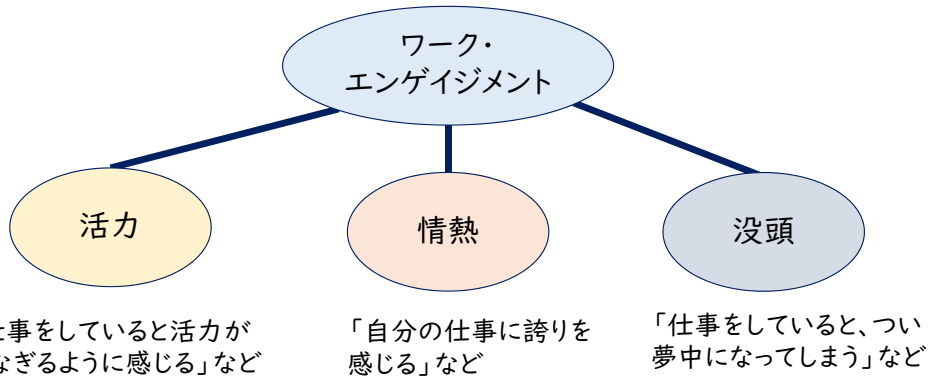 ワーク・
エンゲイジメント
活力
情熱
没頭
仕事をしていると活力が
なぎるように感じる」など
「自分の仕事に誇りを
感じる」など
「仕事をしていると、つい
夢中になってしまう」など